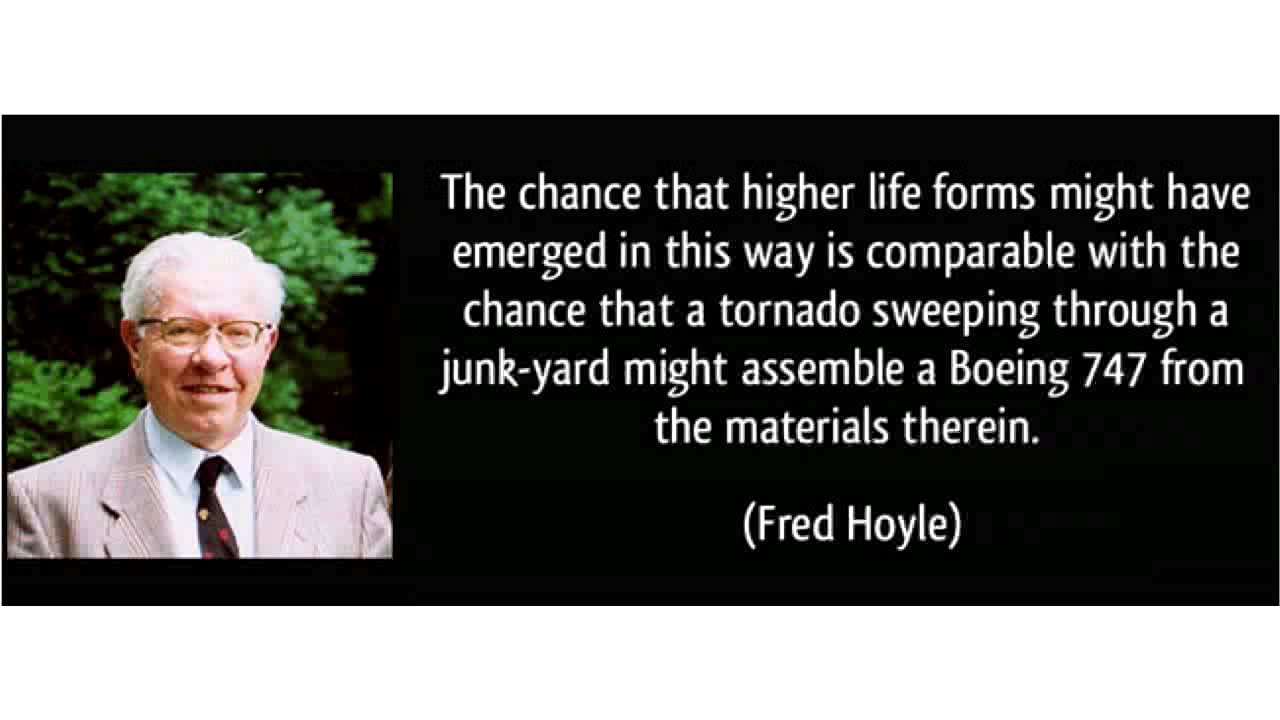 The chance that higher life forms might have
emerged in this way is comparable with the
chance that a tornado sweeping through a
junk-yard might assemble a Boeing 747 from
the materials therein.
(Fred Hoyle)